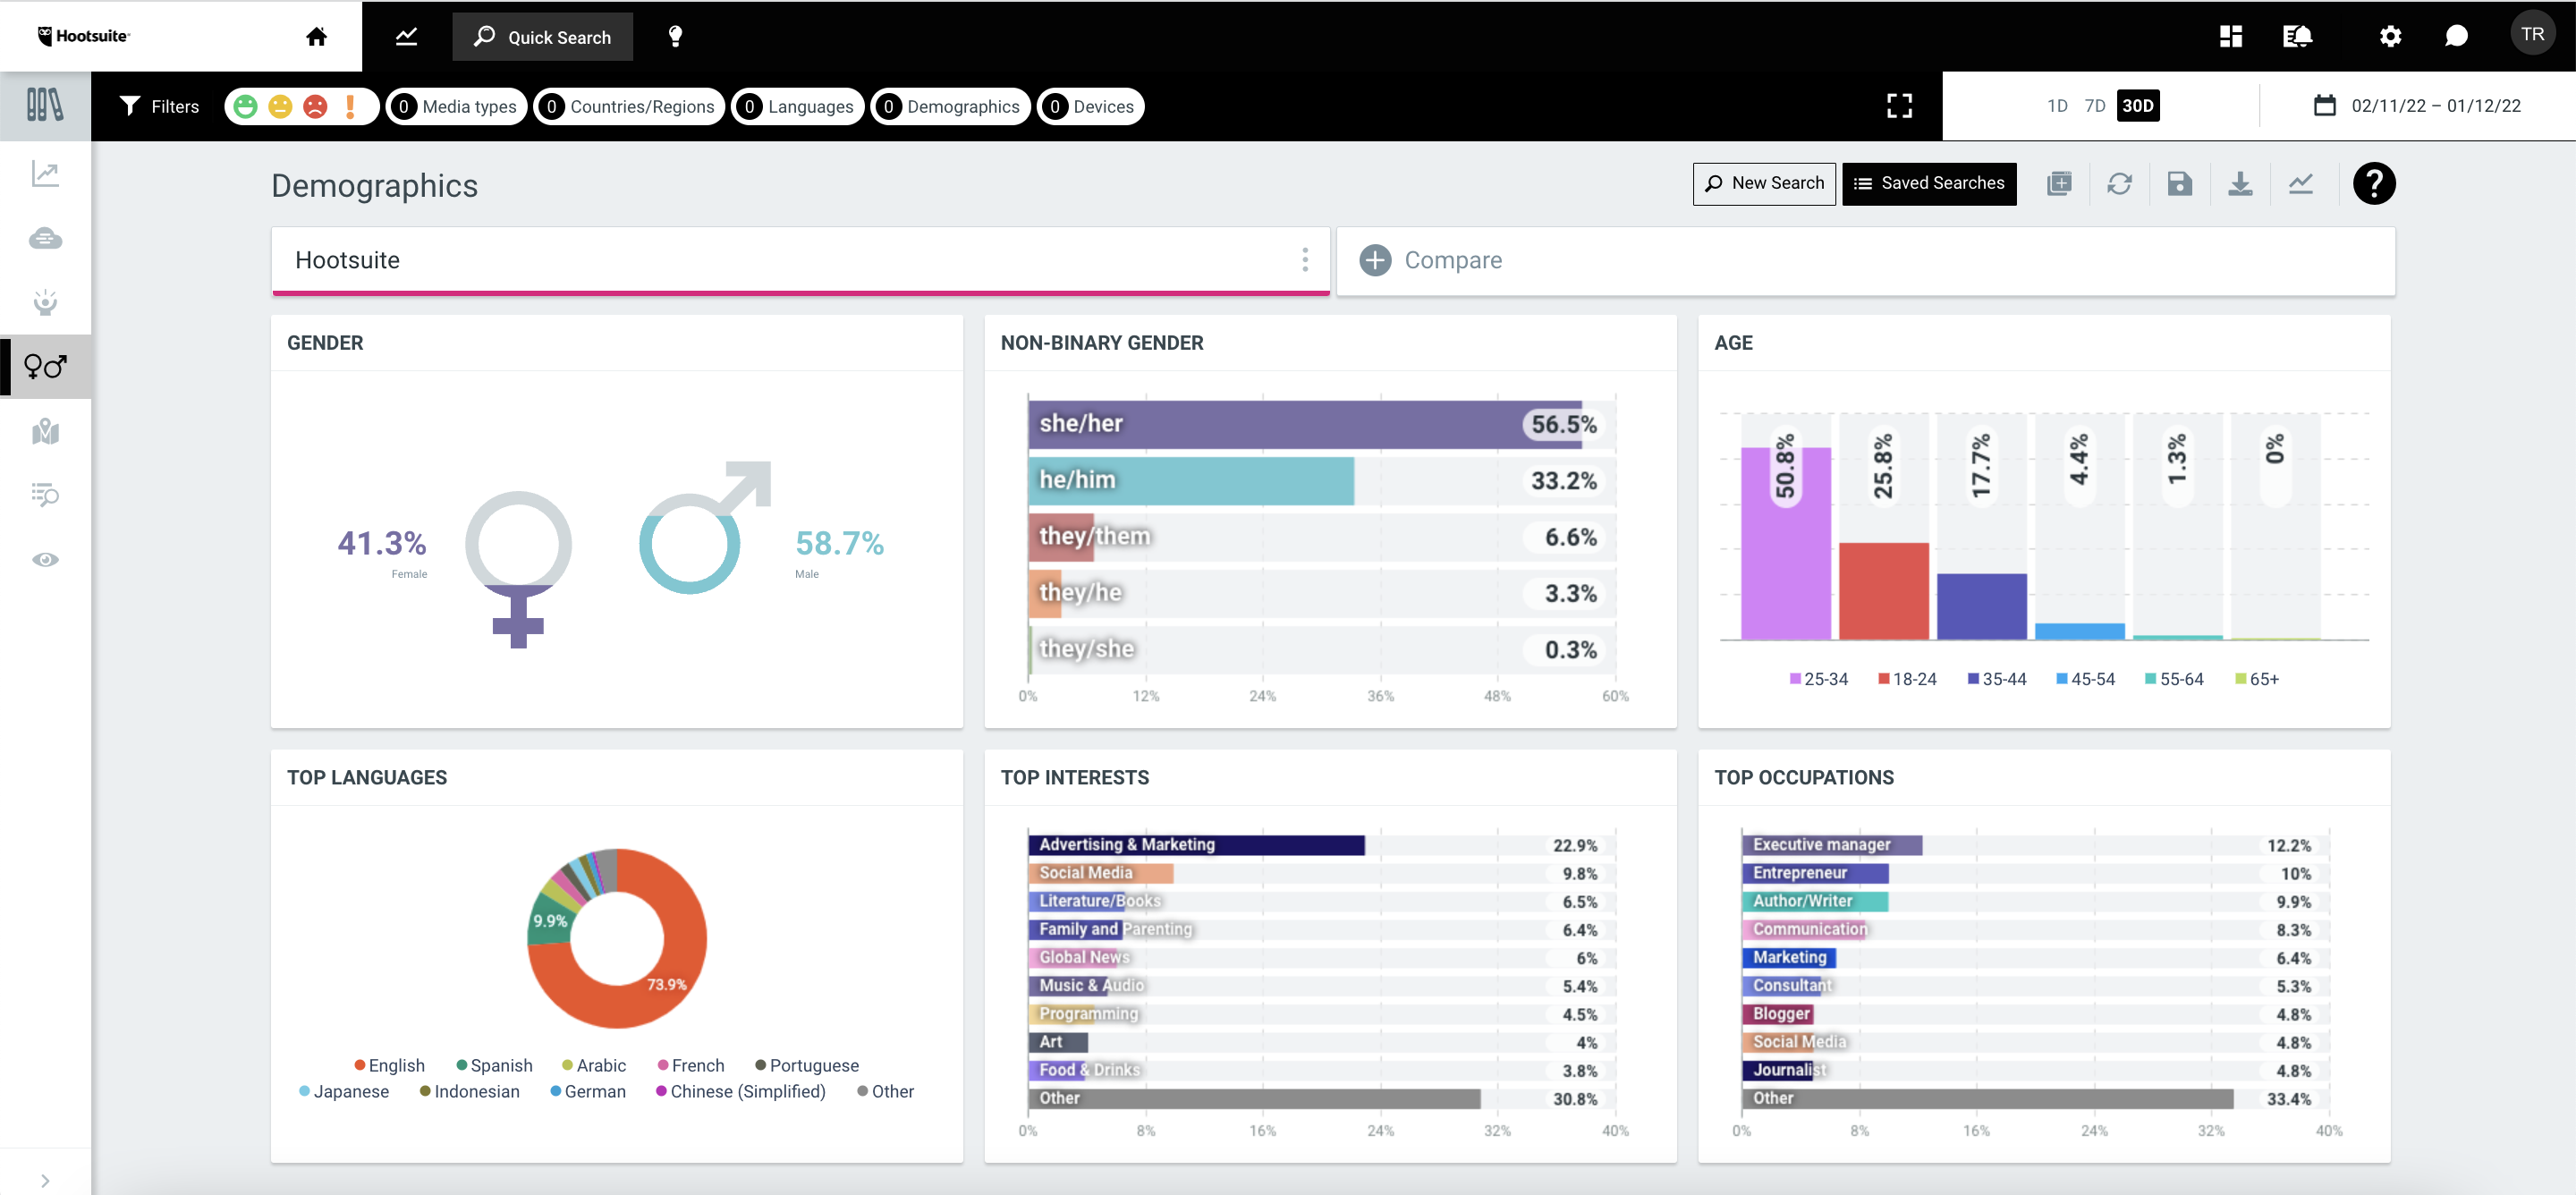 Hootsuite
Quick Search
TR
Filters
0 Media types
0 Countries/Regions
0 Languages
0 Demographics
0 Devices
1D 7D 30D
02/11/22 – 01/12/22
Demographics
New Search
Saved Searches
?
Hootsuite
Compare
GENDER
41.3%
Female
58.7%
Male
NON-BINARY GENDER
she/her 56.5%
he/him 33.2%
they/them 6.6%
they/he 3.3%
they/she 0.3%
0% 12% 24% 36% 48% 60%
AGE
50.8% 25.8% 17.7% 4.4% 1.3% 0%
25-34 18-24 35-44 45-54 55-64 65+
TOP LANGUAGES
9.9%
73.9%
English Spanish Arabic French Portuguese
Japanese Indonesian German Chinese (Simplified) Other
TOP INTERESTS
Advertising & Marketing 22.9%
Social Media 9.8%
Literature/Books 6.5%
Family and Parenting 6.4%
Global News 6%
Music & Audio 5.4%
Programming 4.5%
Art 4%
Food & Drinks 3.8%
Other 30.8%
0% 8% 16% 24% 32% 40%
TOP OCCUPATIONS
Executive manager 12.2%
Entrepreneur 10%
Author/Writer 9.9%
Communication 8.3%
Marketing 6.4%
Consultant 5.3%
Blogger 4.8%
Social Media 4.8%
Journalist 4.8%
Other 33.4%
0% 8% 16% 24% 32% 40%